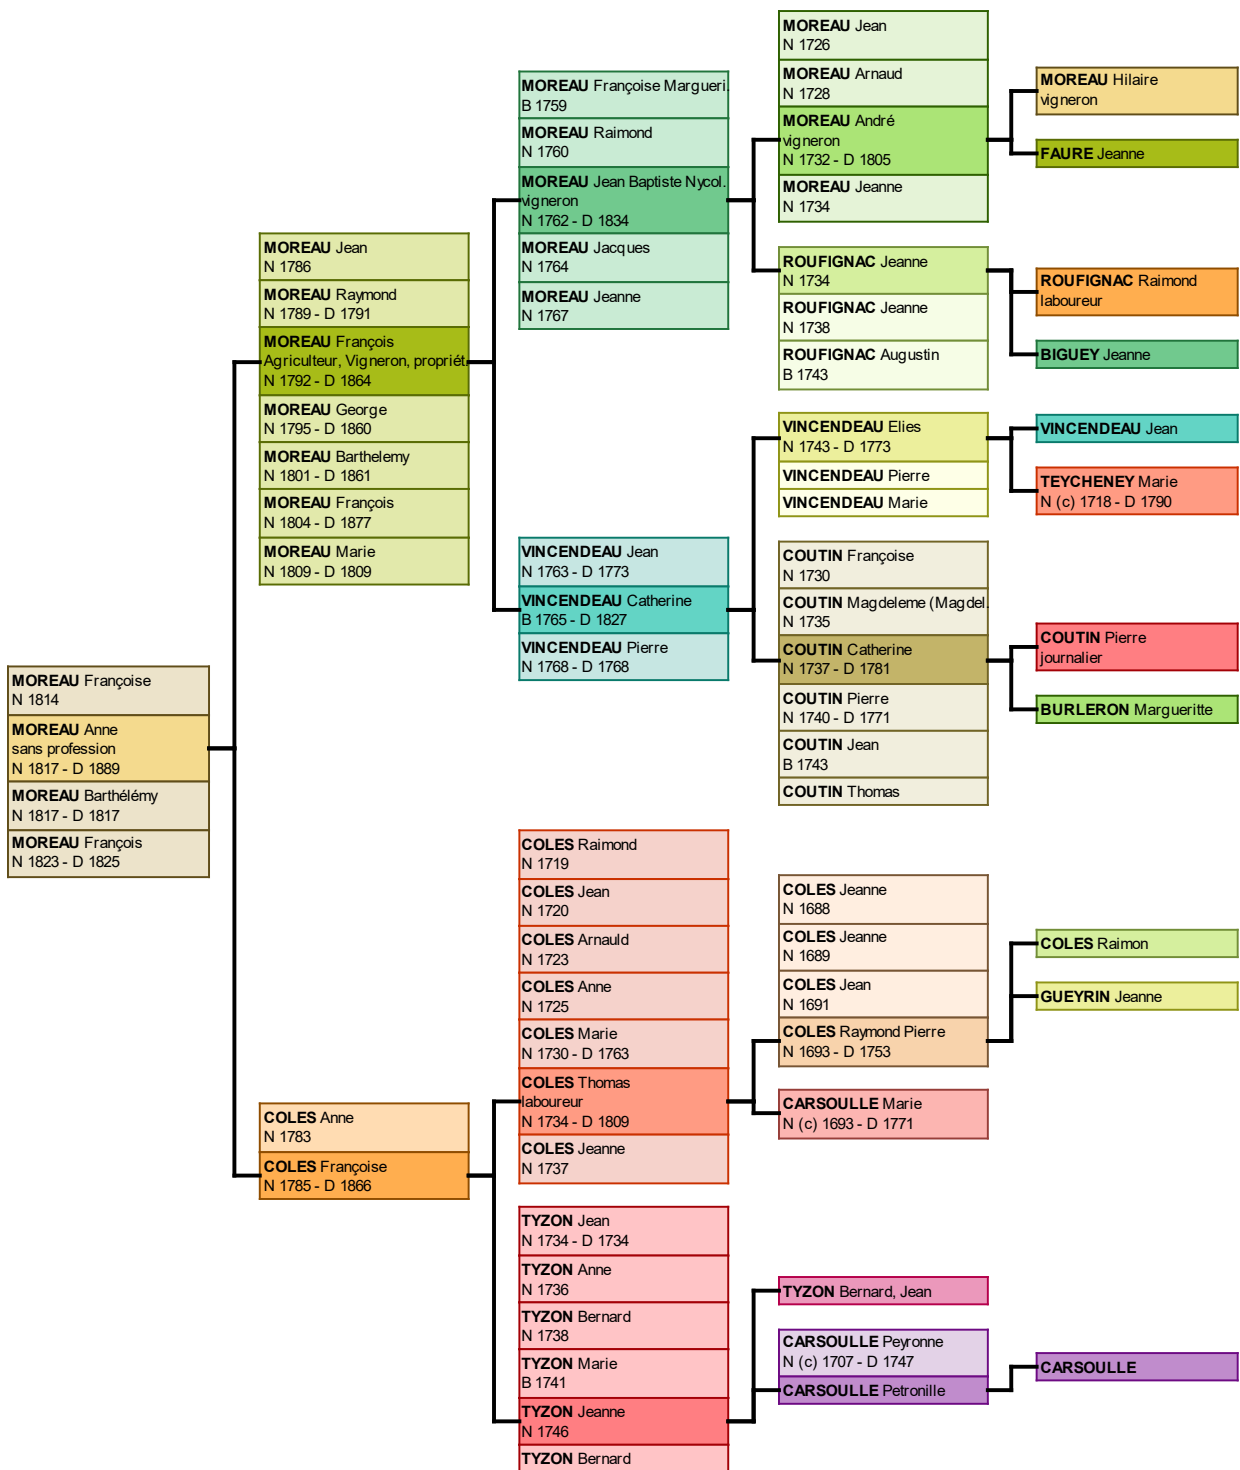 MOREAU Françoise
N 1814
MOREAU Anne
sans profession
N 1817 - D 1889
MOREAU Barthélémy
N 1817 - D 1817
MOREAU François
N 1823 - D 1825
MOREAU Jean
N 1786
MOREAU Raymond
N 1789 - D 1791
MOREAU François
Agriculteur, Vigneron, propriét.
N 1792 - D 1864
MOREAU George
N 1795 - D 1860
MOREAU Barthelemy
N 1801 - D 1861
MOREAU François
N 1804 - D 1877
MOREAU Marie
N 1809 - D 1809
COLES Anne
N 1783
COLES Françoise
N 1785 - D 1866
MOREAU Françoise Margueri.
B 1759
MOREAU Raimond
N 1760
MOREAU Jean Baptiste Nycol.
vigneron
N 1762 - D 1834
MOREAU Jacques
N 1764
MOREAU Jeanne
N 1767
VINCENDEAU Jean
N 1763 - D 1773
VINCENDEAU Catherine
B 1765 - D 1827
VINCENDEAU Pierre
N 1768 - D 1768
COLES Raimond
N 1719
COLES Jean
N 1720
COLES Arnauld
N 1723
COLES Anne
N 1725
COLES Marie
N 1730 - D 1763
COLES Thomas
laboureur
N 1734 - D 1809
COLES Jeanne
N 1737
TYZON Jean
N 1734 - D 1734
TYZON Anne
N 1736
TYZON Bernard
N 1738
TYZON Marie
B 1741
TYZON Jeanne
N 1746
TYZON Bernard
MOREAU Jean
N 1726
MOREAU Arnaud
N 1728
MOREAU André
vigneron
N 1732 - D 1805
MOREAU Jeanne
N 1734
ROUFIGNAC Jeanne
N 1734
ROUFIGNAC Jeanne
N 1738
ROUFIGNAC Augustin
B 1743
VINCENDEAU Elies
N 1743 - D 1773
VINCENDEAU Pierre
VINCENDEAU Marie
COUTIN Françoise
N 1730
COUTIN Magdeleme (Magdel.
N 1735
COUTIN Catherine
N 1737 - D 1781
COUTIN Pierre
N 1740 - D 1771
COUTIN Jean
B 1743
COUTIN Thomas
COLES Jeanne
N 1688
COLES Jeanne
N 1689
COLES Jean
N 1691
COLES Raymond Pierre
N 1693 - D 1753
CARSOULLE Marie
N (c) 1693 - D 1771
TYZON Bernard, Jean
CARSOULLE Peyronne
N (c) 1707 - D 1747
CARSOULLE Petronille
MOREAU Hilaire
vigneron
FAURE Jeanne
ROUFIGNAC Raimond
laboureur
BIGUEY Jeanne
VINCENDEAU Jean
TEYCHENEY Marie
N (c) 1718 - D 1790
COUTIN Pierre
journalier
BURLERON Margueritte
COLES Raimon
GUEYRIN Jeanne
CARSOULLE